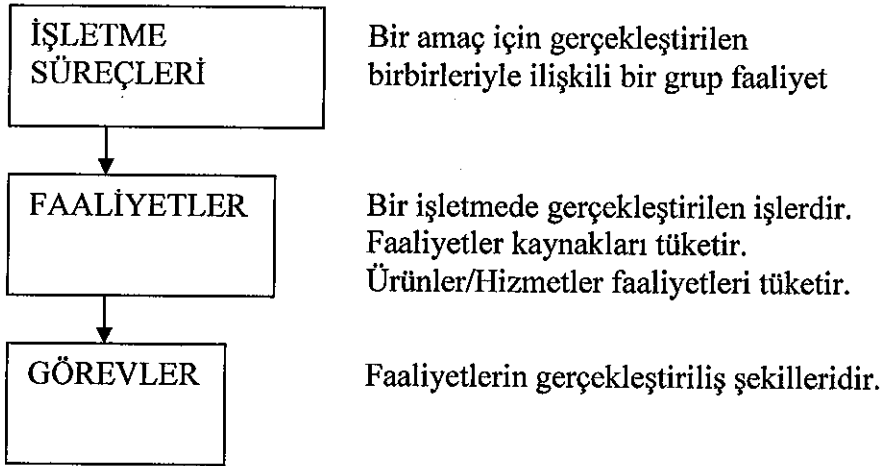 İŞLETME
SÜREÇLERİ
Bir amaç için gerçekleştirilen
birbirleriyle ilişkili bir grup faaliyet
FAALİYETLER
Bir işletmede gerçekleştirilen işlerdir.
Faaliyetler kaynakları tüketir.
Ürünler/Hizmetler faaliyetleri tüketir.
GÖREVLER
Faaliyetlerin gerçekleştiriliş şekilleridir.